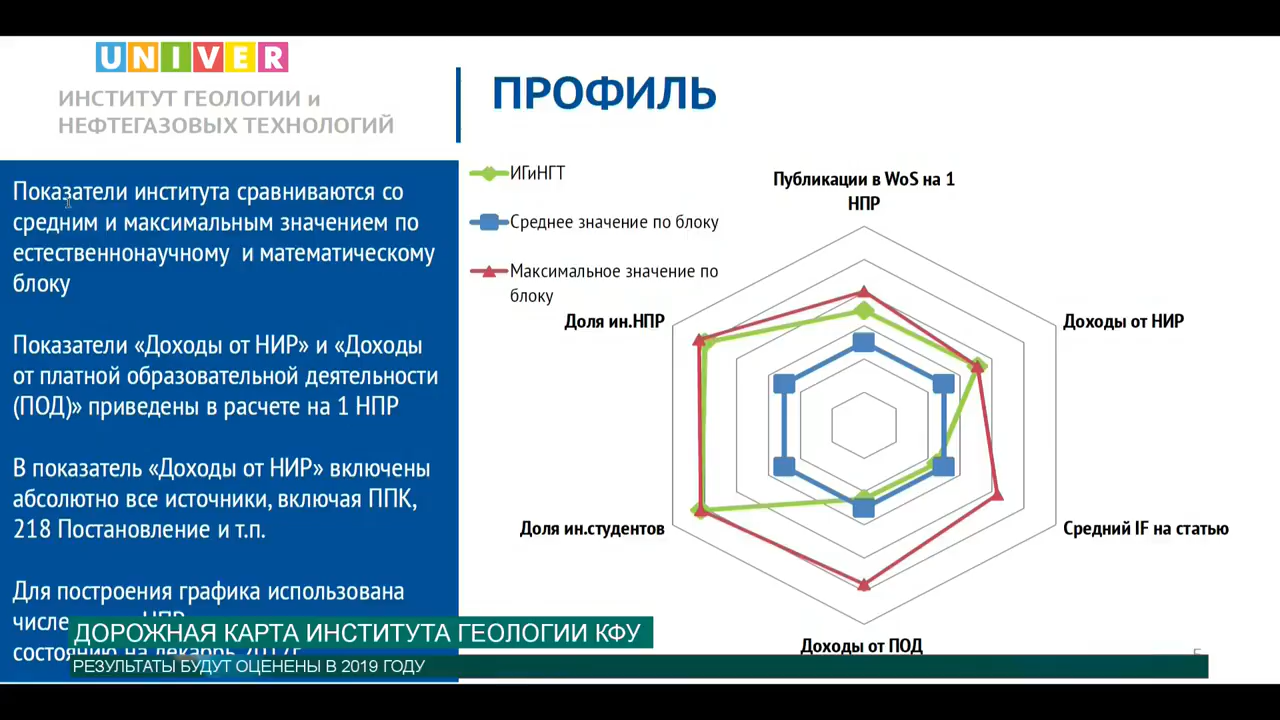 UNIVER
ИНСТИТУТ ГЕОЛОГИИ и
НЕФТЕГАЗОВЫХ ТЕХНОЛОГИЙ
ПРОФИЛЬ
Показатели института сравниваются со
средним и максимальным значением по
естественнонаучному и математическому
блоку
Показатели «Доходы от НИР» и «Доходы
от платной образовательной деятельности
(ПОД)» приведены в расчете на 1 НПР
В показатель «Доходы от НИР» включены
абсолютно все источники, включая ППК,
218 Постановление и т.п.
Для построения графика использована
состоянию на декабрь 2017г
ИГиНГТ
Среднее значение по блоку
Максимальное значение по
блоку
Публикации в WoS на 1
НПР
Доходы от НИР
Средний IF на статью
Доходы от ПОД
Доля ин.студентов
Доля ин.НПР
ДОРОЖНАЯ КАРТА ИНСТИТУТА ГЕОЛОГИИ КФУ
РЕЗУЛЬТАТЫ БУДУТ ОЦЕНЕНЫ В 2019 ГОДУ